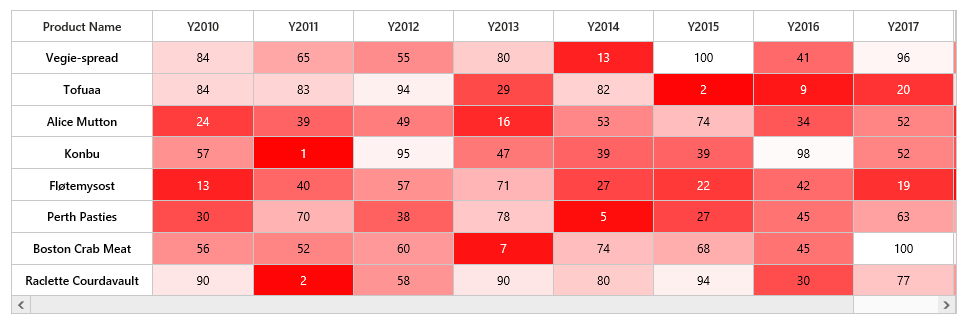 Product Name Y2010 Y2011 Y2012 Y2013 Y2014 Y2015 Y2016 Y2017
Vegie-spread 84 65 55 80 13 100 41 96
Tofuaa 84 83 94 29 82 2 9 20
Alice Mutton 24 39 49 16 53 74 34 52
Konbu 57 1 95 47 39 39 98 52
Fløtemysost 13 40 57 71 27 22 42 19
Perth Pasties 30 70 38 78 5 27 45 63
Boston Crab Meat 56 52 60 7 74 68 45 100
Raclette Courdavault 90 2 58 90 80 94 30 77